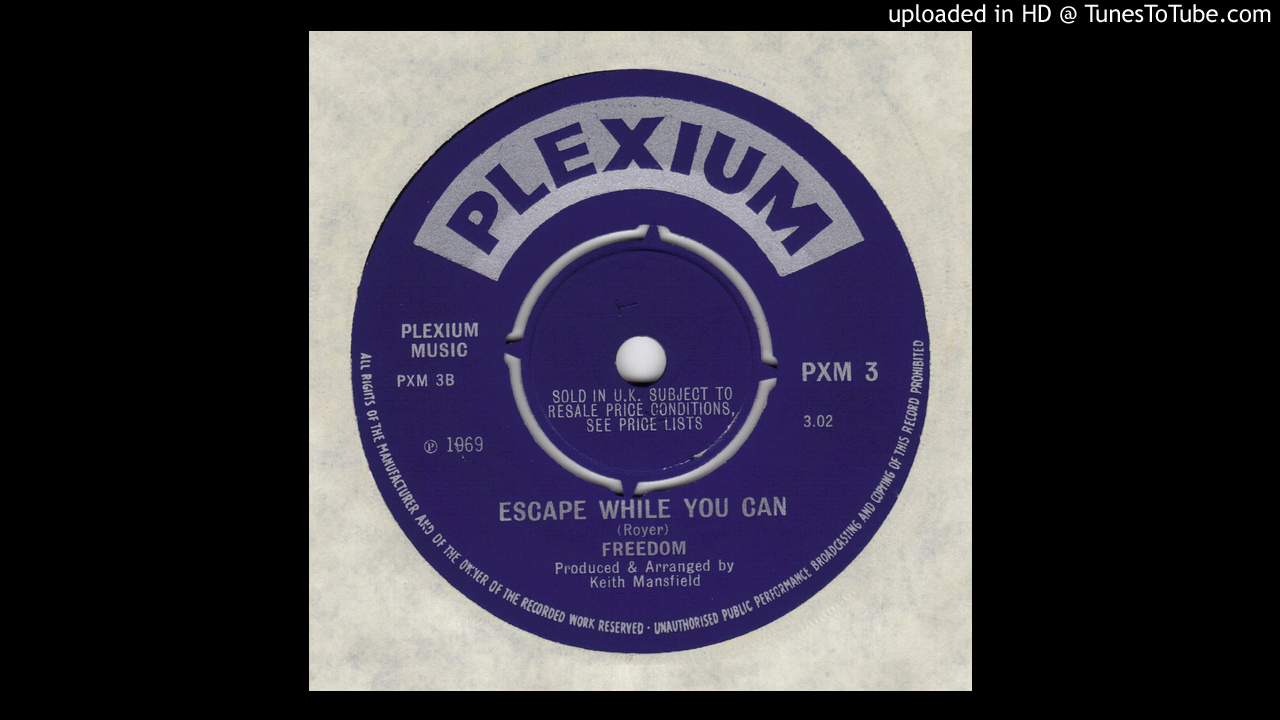 uploaded in HD @ TunesToTube.com
PLEXIUM
PLEXIUM
MUSIC
PXM 3B
℗ 1969
PXM 3
3.02
SOLD IN U.K. SUBJECT TO
RESALE PRICE CONDITIONS,
SEE PRICE LISTS
ESCAPE WHILE YOU CAN
(Royer)
FREEDOM
Produced & Arranged by
Keith Mansfield
ALL RIGHTS OF THE MANUFACTURER AND OF THE OWNER OF THE RECORDED WORK RESERVED · UNAUTHORISED PUBLIC PERFORMANCE BROADCASTING AND COPYING OF THIS RECORD PROHIBITED